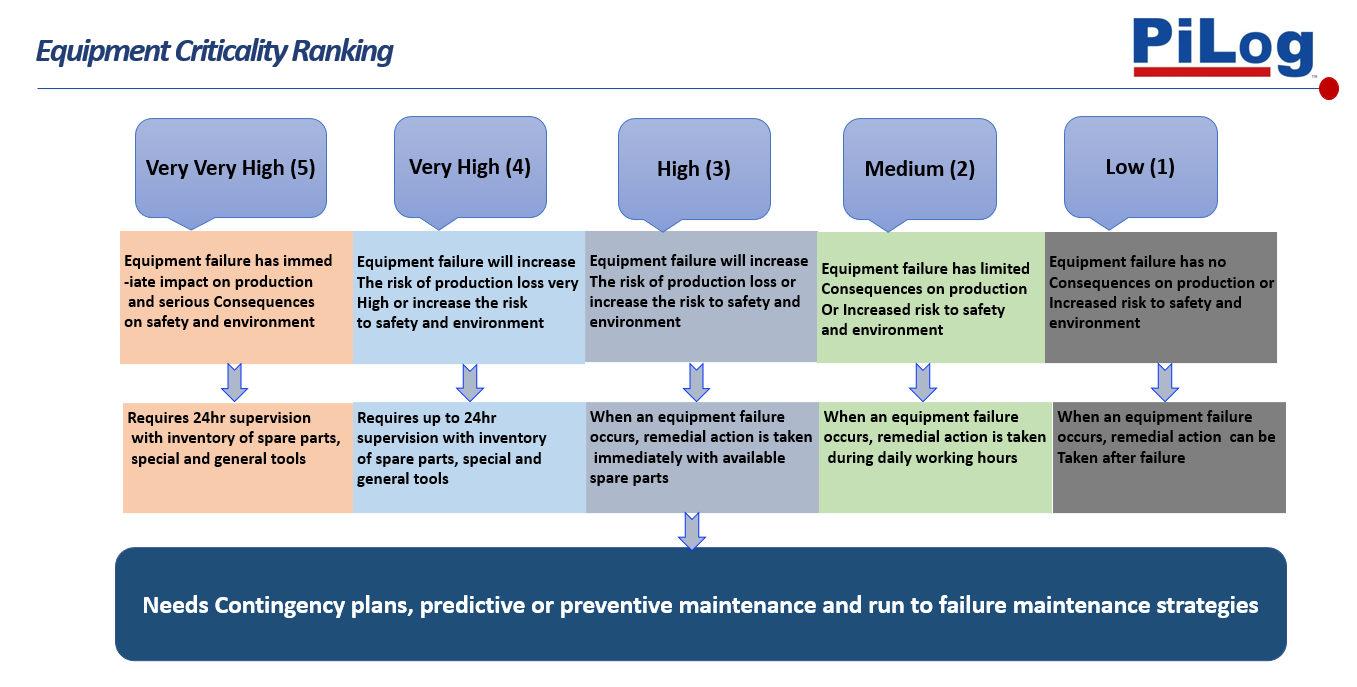 Equipment Criticality Ranking
PiLog
TM
Very Very High (5)
Very High (4)
High (3)
Medium (2)
Low (1)
Equipment failure has immed
-iate impact on production
and serious Consequences
on safety and environment
Equipment failure will increase
The risk of production loss very
High or increase the risk
to safety and environment
Equipment failure will increase
The risk of production loss or
increase the risk to safety and
environment
Equipment failure has limited
Consequences on production
Or Increased risk to safety
and environment
Equipment failure has no
Consequences on production or
Increased risk to safety and
environment
Requires 24hr supervision
with inventory of spare parts,
special and general tools
Requires up to 24hr
supervision with inventory
of spare parts, special and
general tools
When an equipment failure
occurs, remedial action is taken
immediately with available
spare parts
When an equipment failure
occurs, remedial action is taken
during daily working hours
When an equipment failure
occurs, remedial action  can be
Taken after failure
Needs Contingency plans, predictive or preventive maintenance and run to failure maintenance strategies